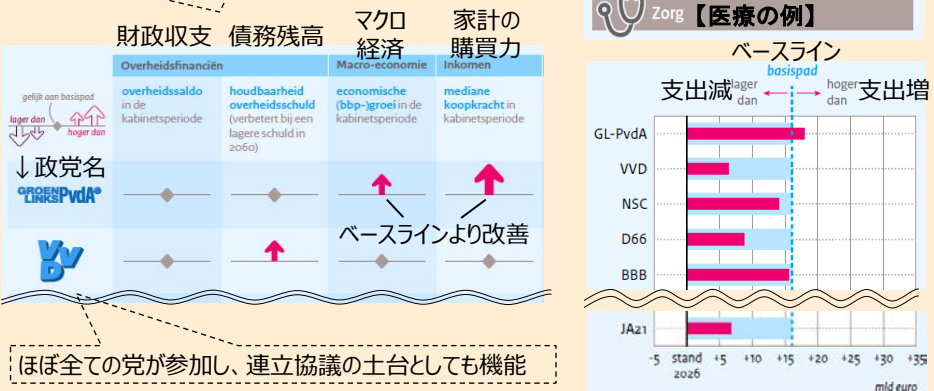 財政収支
債務残高
マクロ
経済
家計の
購買力
Overheidsfinanciën
Macro-economie
Inkomen
gelijk aan basispad
lager dan
hoger dan
overheidssaldo
in de
kabinetsperiode
houdbaarheid
overheidsschuld
(verbetert bij een
lagere schuld in
2060)
economische
(bbp-)groei in de
kabinetsperiode
mediane
koopkracht in
kabinetsperiode
↓政党名
GROEN
LINKS PvdA
ベースラインより改善
VVD
ほぼ全ての党が参加し、連立協議の土台としても機能
Zorg 【医療の例】
ベースライン
basispad
支出減 lager dan
hoger dan 支出増
GL-PvdA
VVD
NSC
D66
BBB
JA21
-5 stand 2026 +5 +10 +15 +20 +25 +30 +35
mld euro